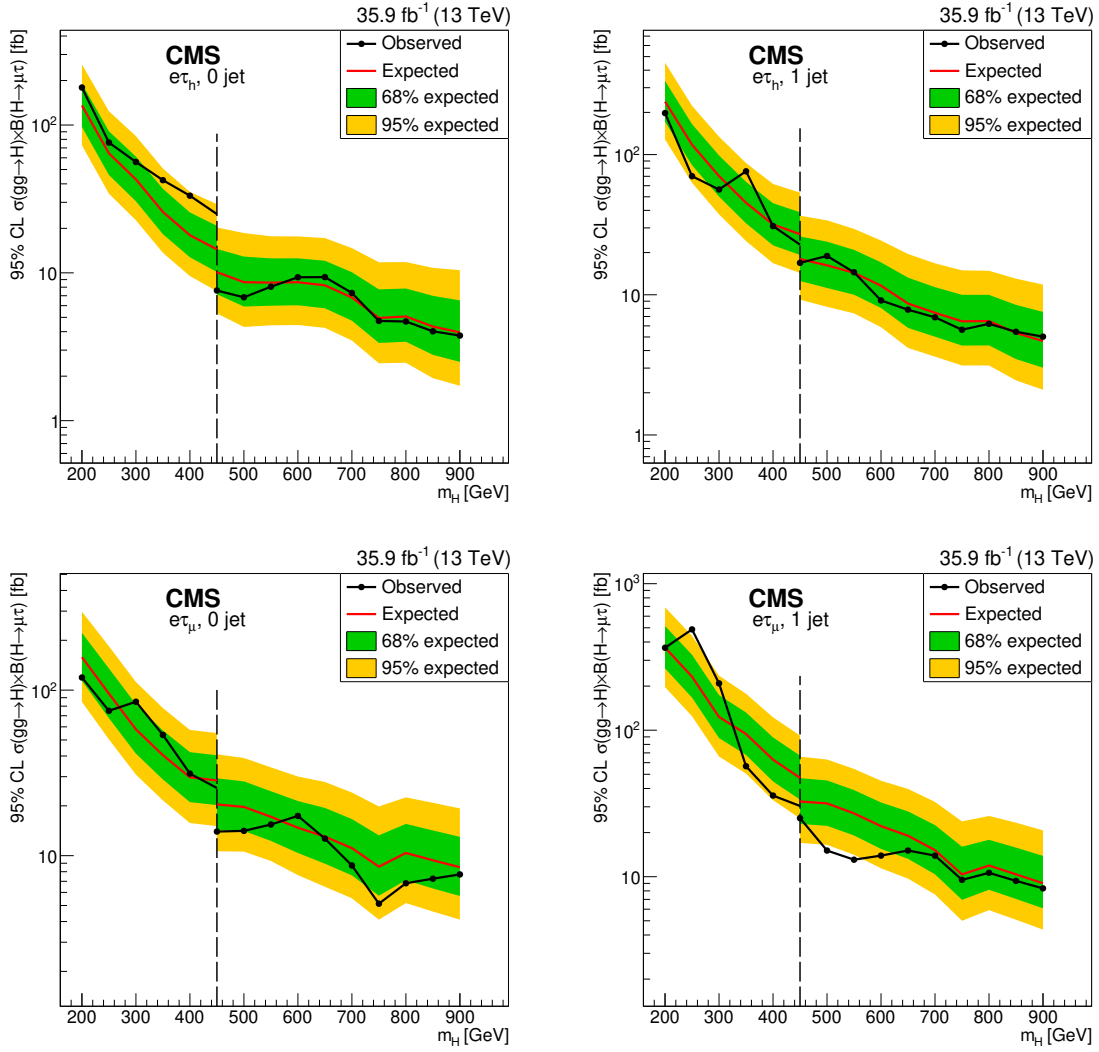 35.9 fb⁻¹ (13 TeV)
95% CL σ(gg→H)×B(H→μτ) [fb]
CMS
eτₕ, 0 jet
Observed
Expected
68% expected
95% expected
10²
10
1
200 300 400 500 600 700 800 900
m_H [GeV]
35.9 fb⁻¹ (13 TeV)
95% CL σ(gg→H)×B(H→μτ) [fb]
CMS
eτₕ, 1 jet
Observed
Expected
68% expected
95% expected
10²
10
1
200 300 400 500 600 700 800 900
m_H [GeV]
35.9 fb⁻¹ (13 TeV)
95% CL σ(gg→H)×B(H→μτ) [fb]
CMS
eτ_μ, 0 jet
Observed
Expected
68% expected
95% expected
10²
10
200 300 400 500 600 700 800 900
m_H [GeV]
35.9 fb⁻¹ (13 TeV)
95% CL σ(gg→H)×B(H→μτ) [fb]
CMS
eτ_μ, 1 jet
Observed
Expected
68% expected
95% expected
10³
10²
10
200 300 400 500 600 700 800 900
m_H [GeV]